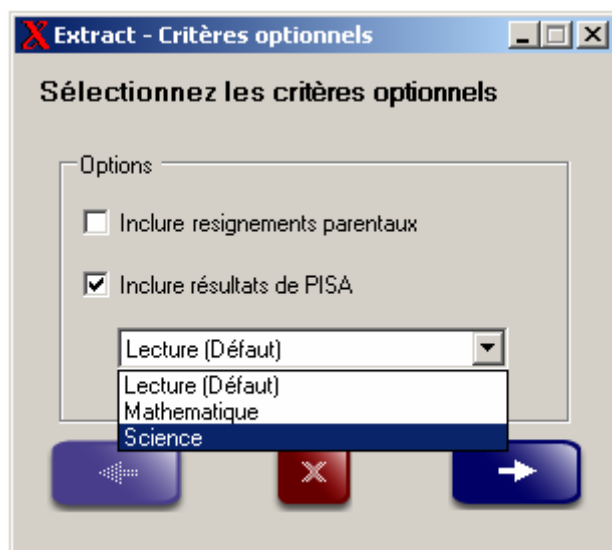 Extract - Critères optionnels
Sélectionnez les critères optionnels
Options
Inclure resignements parentaux
Inclure résultats de PISA
Lecture (Défaut)
Lecture (Défaut)
Mathematique
Science